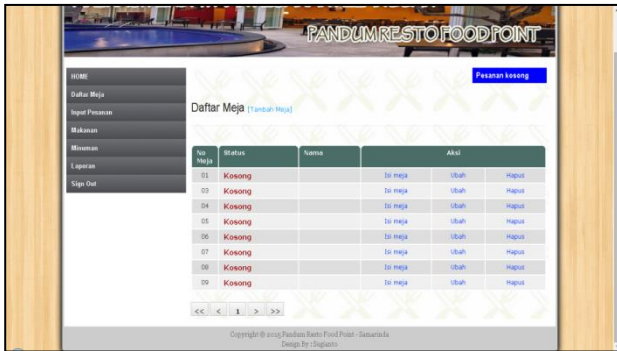 PANDUM RESTO FOOD POINT
Pesanan kosong
HOME
Daftar Meja
Input Pesanan
Makanan
Minuman
Laporan
Sign Out
Daftar Meja [Tambah Meja]
No Meja Status Nama Aksi
01 Kosong Isi meja Ubah Hapus
03 Kosong Isi meja Ubah Hapus
04 Kosong Isi meja Ubah Hapus
05 Kosong Isi meja Ubah Hapus
06 Kosong Isi meja Ubah Hapus
07 Kosong Isi meja Ubah Hapus
08 Kosong Isi meja Ubah Hapus
09 Kosong Isi meja Ubah Hapus
<< < 1 > >>
Copyright © 2015 Pandum Resto Food Point - Samarinda
Design By : Sugianto